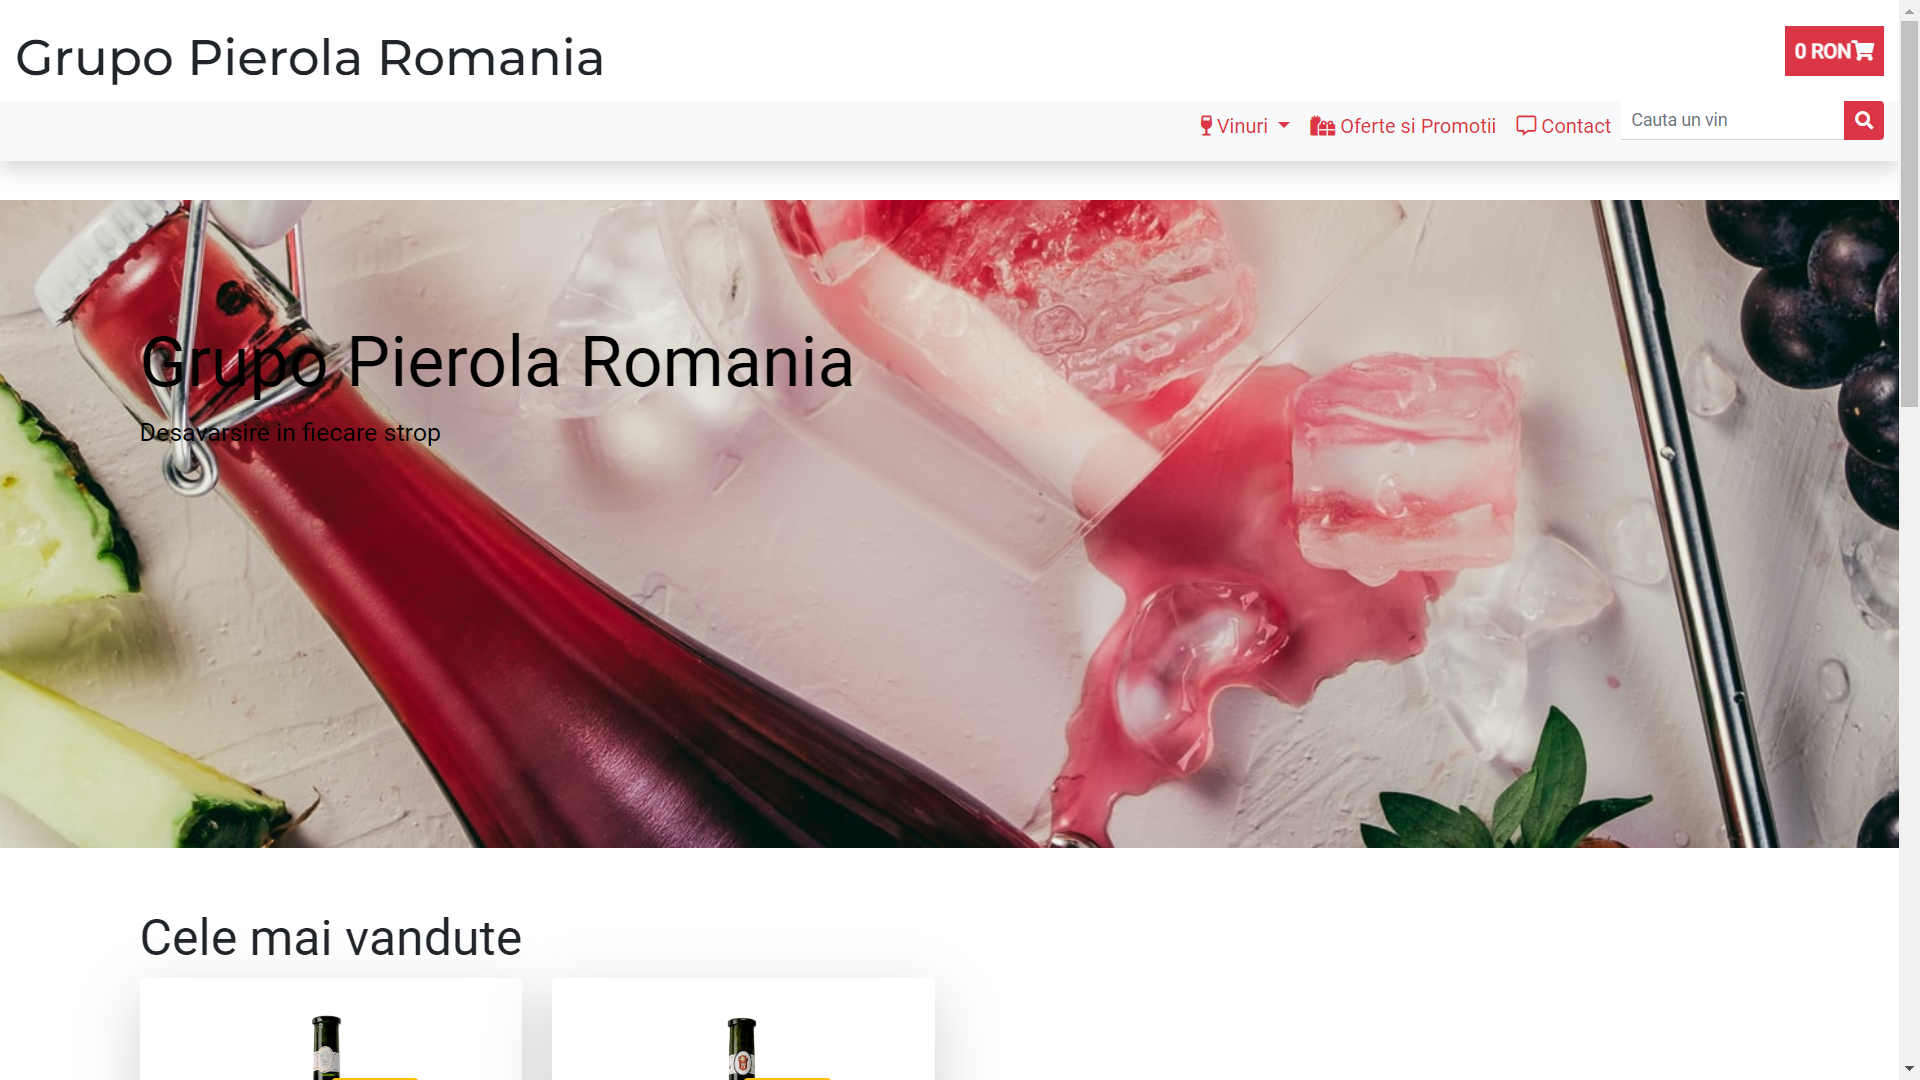 Grupo Pierola Romania
0 RON
Vinuri
Oferte si Promotii
Contact
Cauta un vin
Grupo Pierola Romania
Desavarsire in fiecare strop
Cele mai vandute